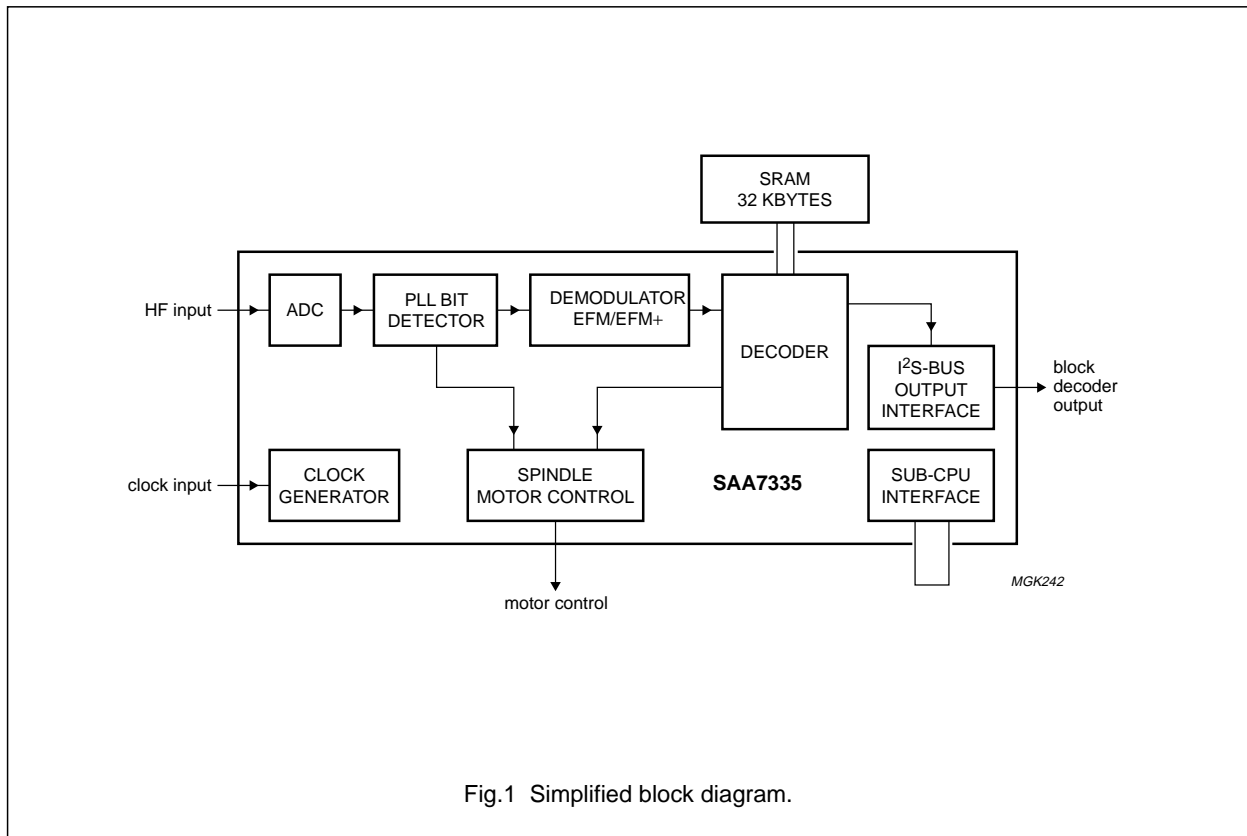 SRAM
32 KBYTES
HF input
ADC
PLL BIT
DETECTOR
DEMODULATOR
EFM/EFM+
DECODER
I²S-BUS
OUTPUT
INTERFACE
block
decoder
output
clock input
CLOCK
GENERATOR
SPINDLE
MOTOR CONTROL
SAA7335
SUB-CPU
INTERFACE
MGK242
motor control
Fig.1 Simplified block diagram.